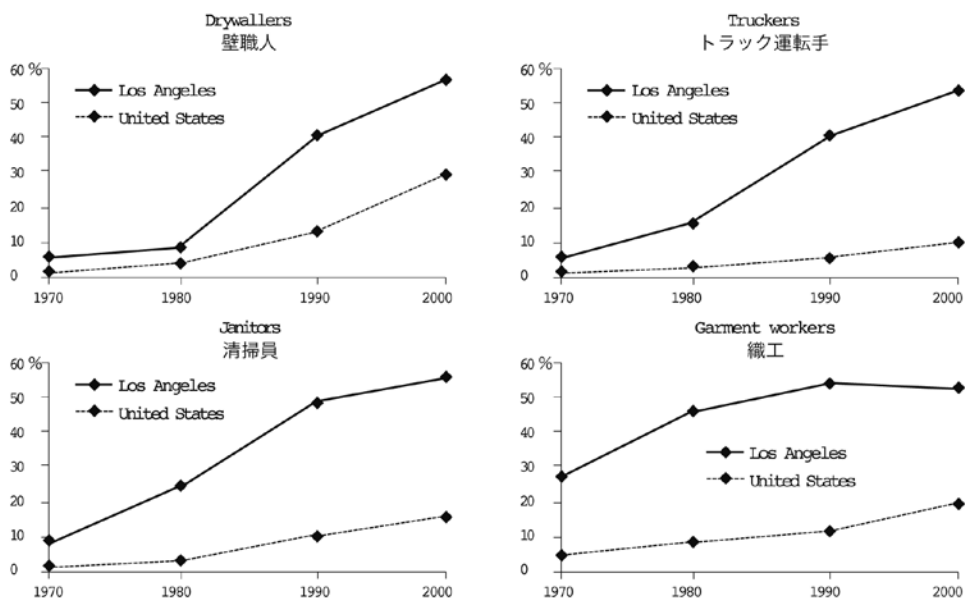 Drywallers
壁職人
60 %
50
40
30
20
10
0
Los Angeles
United States
1970 1980 1990 2000
Truckers
トラック運転手
60 %
50
40
30
20
10
0
Los Angeles
United States
1970 1980 1990 2000
Janitors
清掃員
60 %
50
40
30
20
10
0
Los Angeles
United States
1970 1980 1990 2000
Garment workers
織工
60 %
50
40
30
20
10
0
Los Angeles
United States
1970 1980 1990 2000